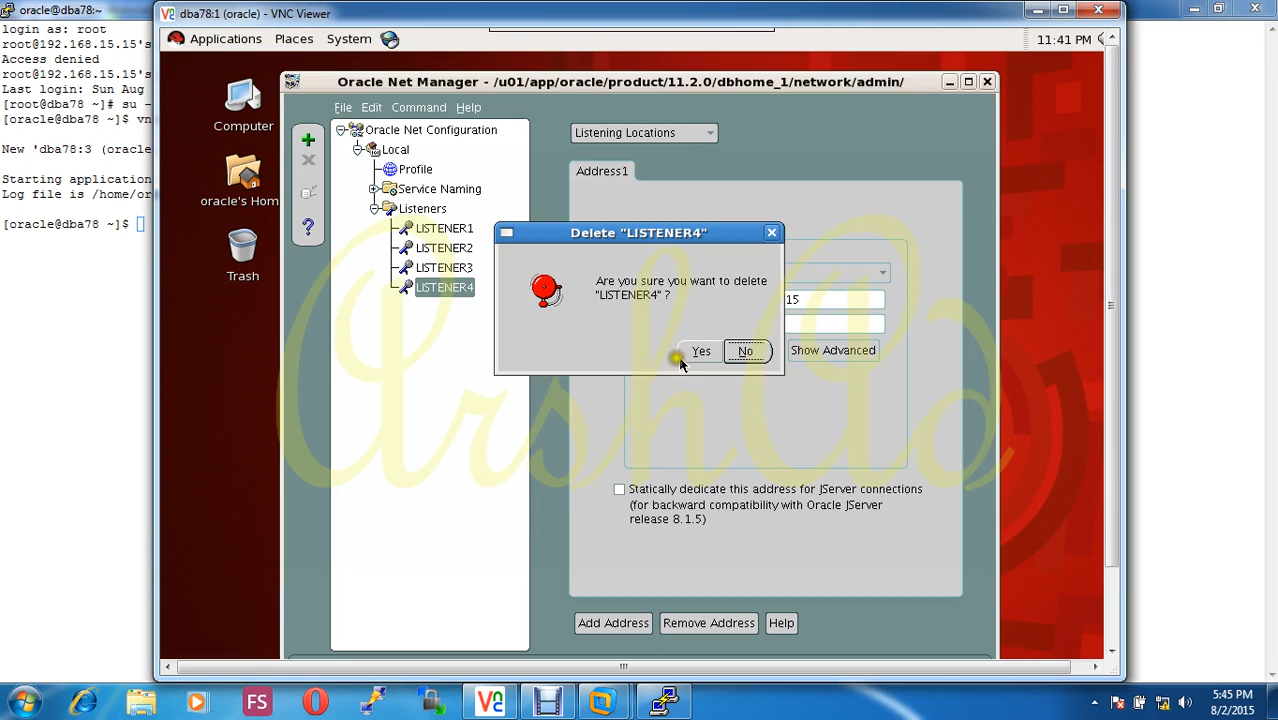 oracle@dba78:~
login as: root
root@192.168.15.15's
Access denied
root@192.168.15.15's
Last login: Sun Aug
[root@dba78 ~]# su -
[oracle@dba78 ~]$ vn
New 'dba78:3 (oracle
Starting application
Log file is /home/or
[oracle@dba78 ~]$
dba78:1 (oracle) - VNC Viewer
Applications Places System
11:41 PM
Computer
oracle's Hom
Trash
Oracle Net Manager - /u01/app/oracle/product/11.2.0/dbhome_1/network/admin/
File Edit Command Help
Oracle Net Configuration
Local
Profile
Service Naming
Listeners
LISTENER1
LISTENER2
LISTENER3
LISTENER4
Listening Locations
Address1
Delete "LISTENER4"
Are you sure you want to delete
"LISTENER4" ?
Yes No
15
Show Advanced
Statically dedicate this address for JServer connections
(for backward compatibility with Oracle JServer
release 8.1.5)
Add Address Remove Address Help
FS
5:45 PM
8/2/2015